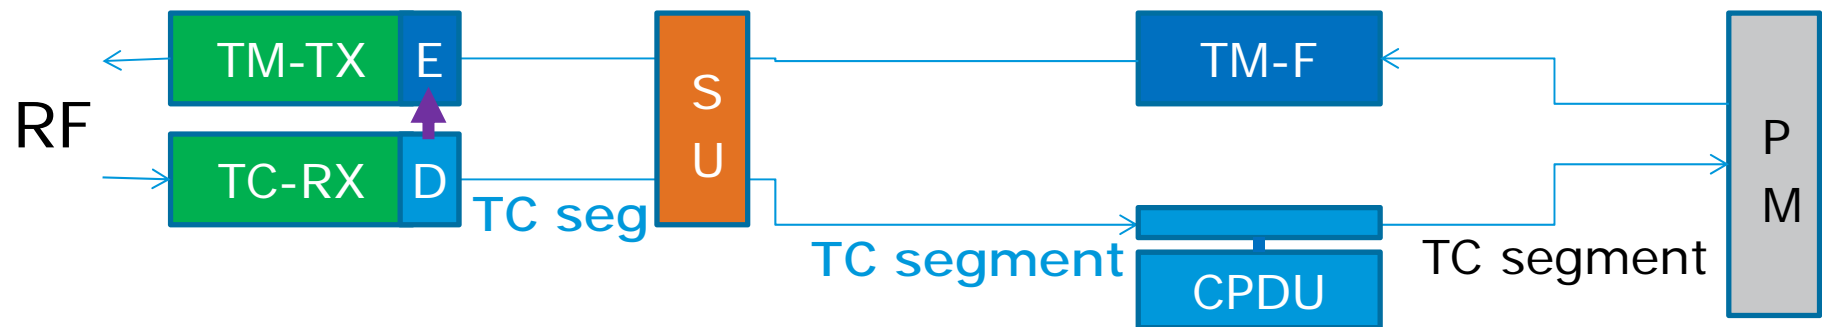 TM-TX E
S
U
TM-F
RF
TC-RX D
TC seg
TC segment
CPDU
TC segment
P
M